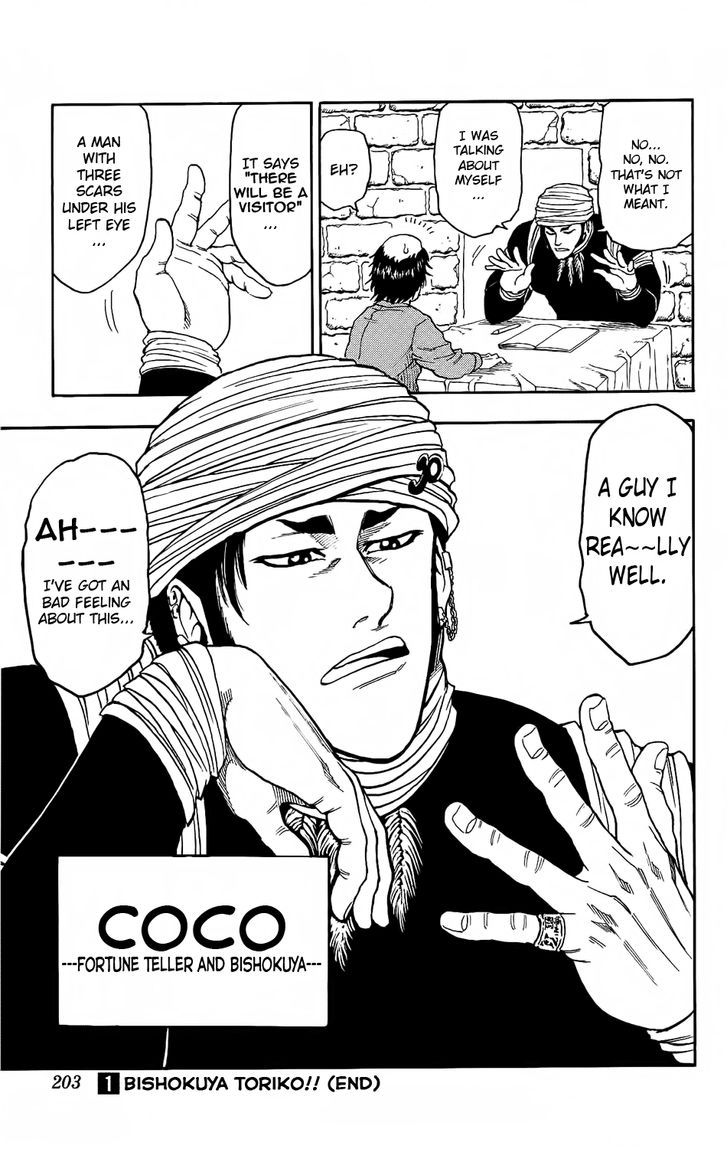 NO...
NO, NO.
THAT'S NOT
WHAT I
MEANT.
I WAS
TALKING
ABOUT
MYSELF
...
EH?
IT SAYS
"THERE
WILL BE A
VISITOR"
...
A MAN
WITH
THREE
SCARS
UNDER HIS
LEFT EYE
...
A GUY I
KNOW
REA~~LLY
WELL.
AH---
---
I'VE GOT AN
BAD FEELING
ABOUT THIS...
COCO
---FORTUNE TELLER AND BISHOKUYA---
203 1 BISHOKUYA TORIKO!! (END)